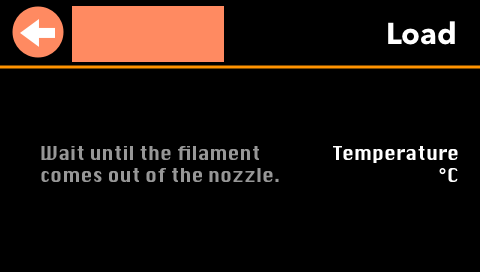 Load
Wait until the filament
comes out of the nozzle.
Temperature
°C